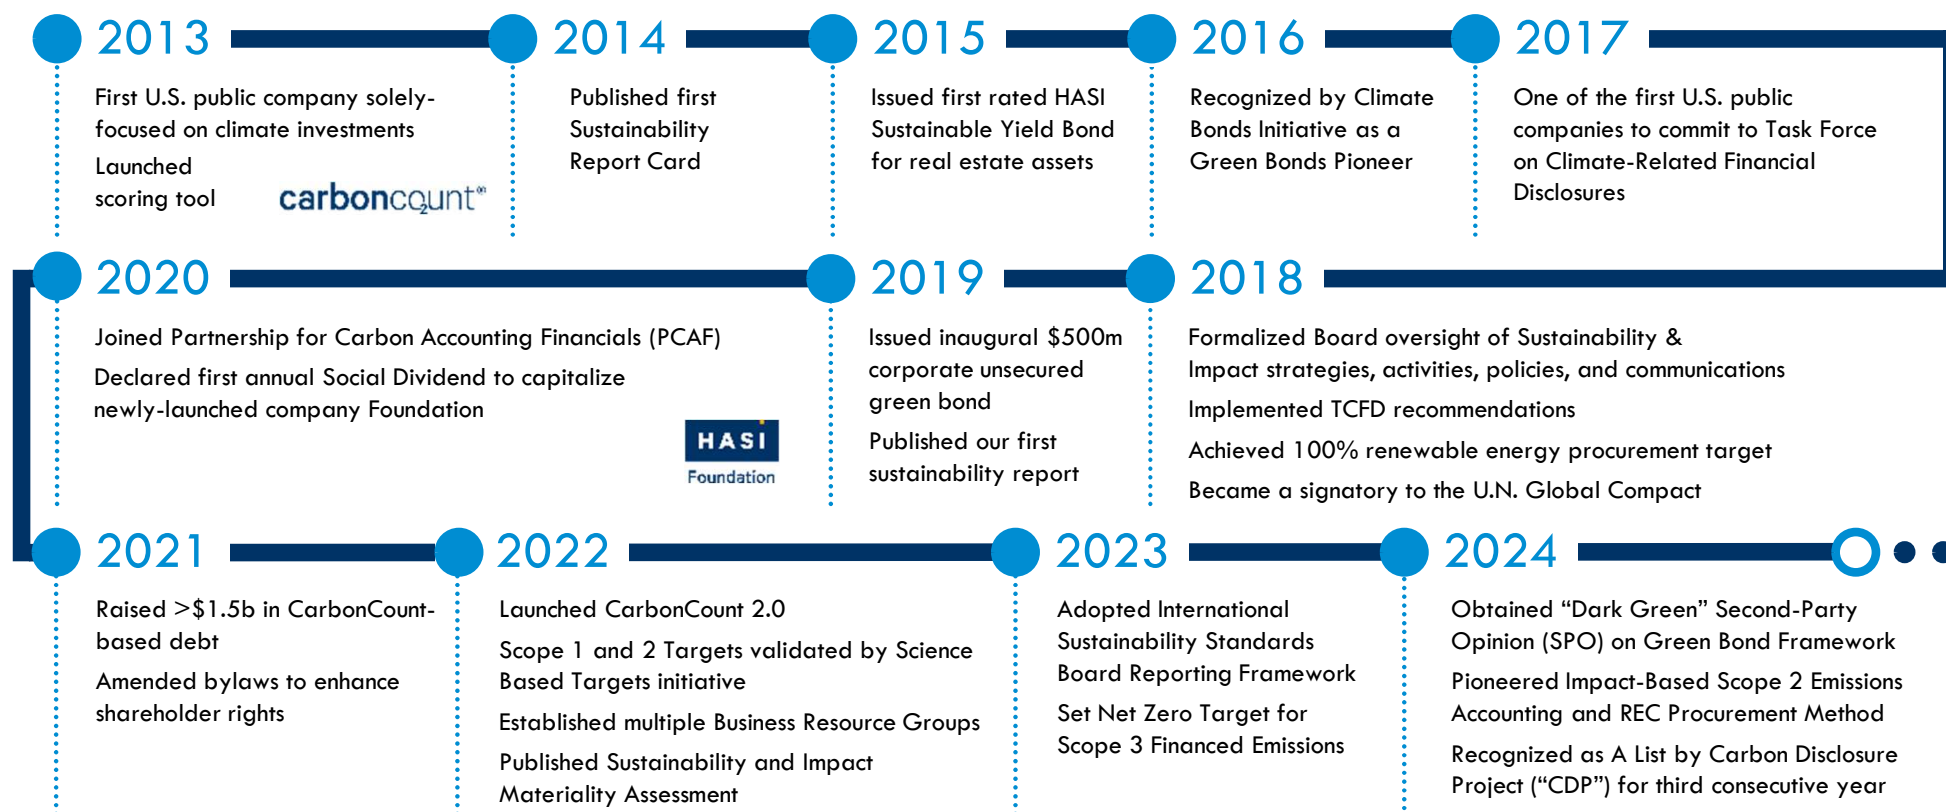 2013
First U.S. public company solely-
focused on climate investments
Launched
scoring tool
carboncount
2014
Published first
Sustainability
Report Card
2015
Issued first rated HASI
Sustainable Yield Bond
for real estate assets
2016
Recognized by Climate
Bonds Initiative as a
Green Bonds Pioneer
2017
One of the first U.S. public
companies to commit to Task Force
on Climate-Related Financial
Disclosures
2018
Formalized Board oversight of Sustainability &
Impact strategies, activities, policies, and communications
Implemented TCFD recommendations
Achieved 100% renewable energy procurement target
Became a signatory to the U.N. Global Compact
2019
Issued inaugural $500m
corporate unsecured
green bond
Published our first
sustainability report
2020
Joined Partnership for Carbon Accounting Financials (PCAF)
Declared first annual Social Dividend to capitalize
newly-launched company Foundation
HASI
Foundation
2021
Raised >$1.5b in CarbonCount-
based debt
Amended bylaws to enhance
shareholder rights
2022
Launched CarbonCount 2.0
Scope 1 and 2 Targets validated by Science
Based Targets initiative
Established multiple Business Resource Groups
Published Sustainability and Impact
Materiality Assessment
2023
Adopted International
Sustainability Standards
Board Reporting Framework
Set Net Zero Target for
Scope 3 Financed Emissions
2024
Obtained “Dark Green” Second-Party
Opinion (SPO) on Green Bond Framework
Pioneered Impact-Based Scope 2 Emissions
Accounting and REC Procurement Method
Recognized as A List by Carbon Disclosure
Project (“CDP”) for third consecutive year